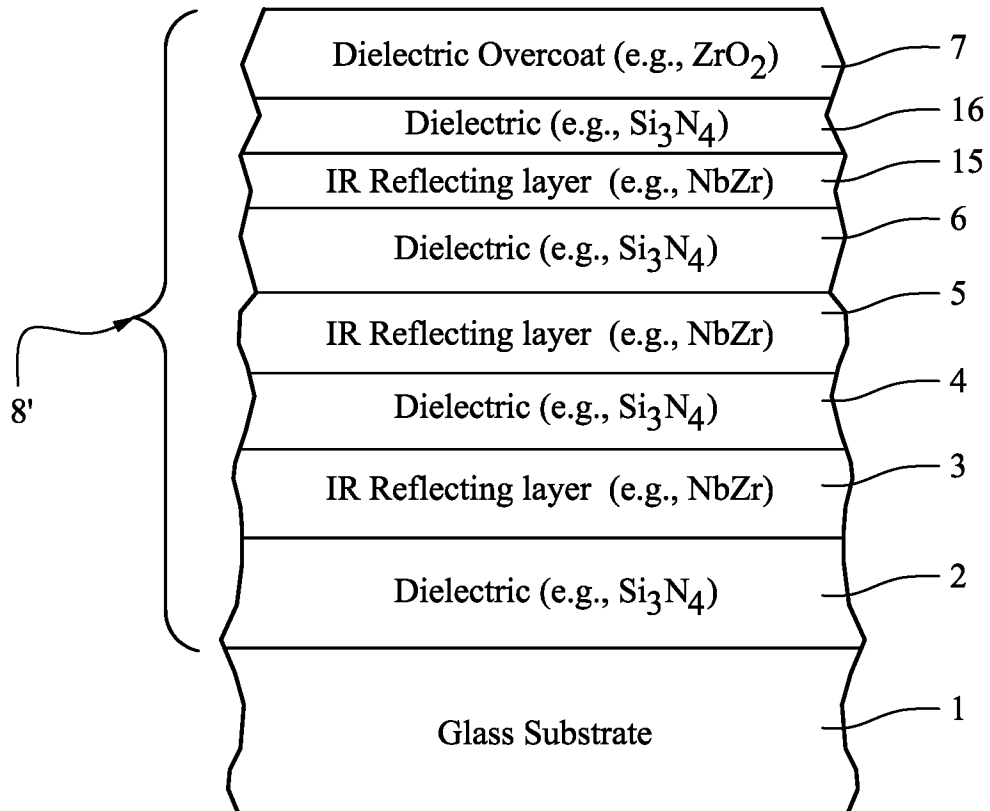 Dielectric Overcoat (e.g., ZrO₂) 7
Dielectric (e.g., Si₃N₄) 16
IR Reflecting layer (e.g., NbZr) 15
Dielectric (e.g., Si₃N₄) 6
IR Reflecting layer (e.g., NbZr) 5
8'
Dielectric (e.g., Si₃N₄) 4
IR Reflecting layer (e.g., NbZr) 3
Dielectric (e.g., Si₃N₄) 2
Glass Substrate 1